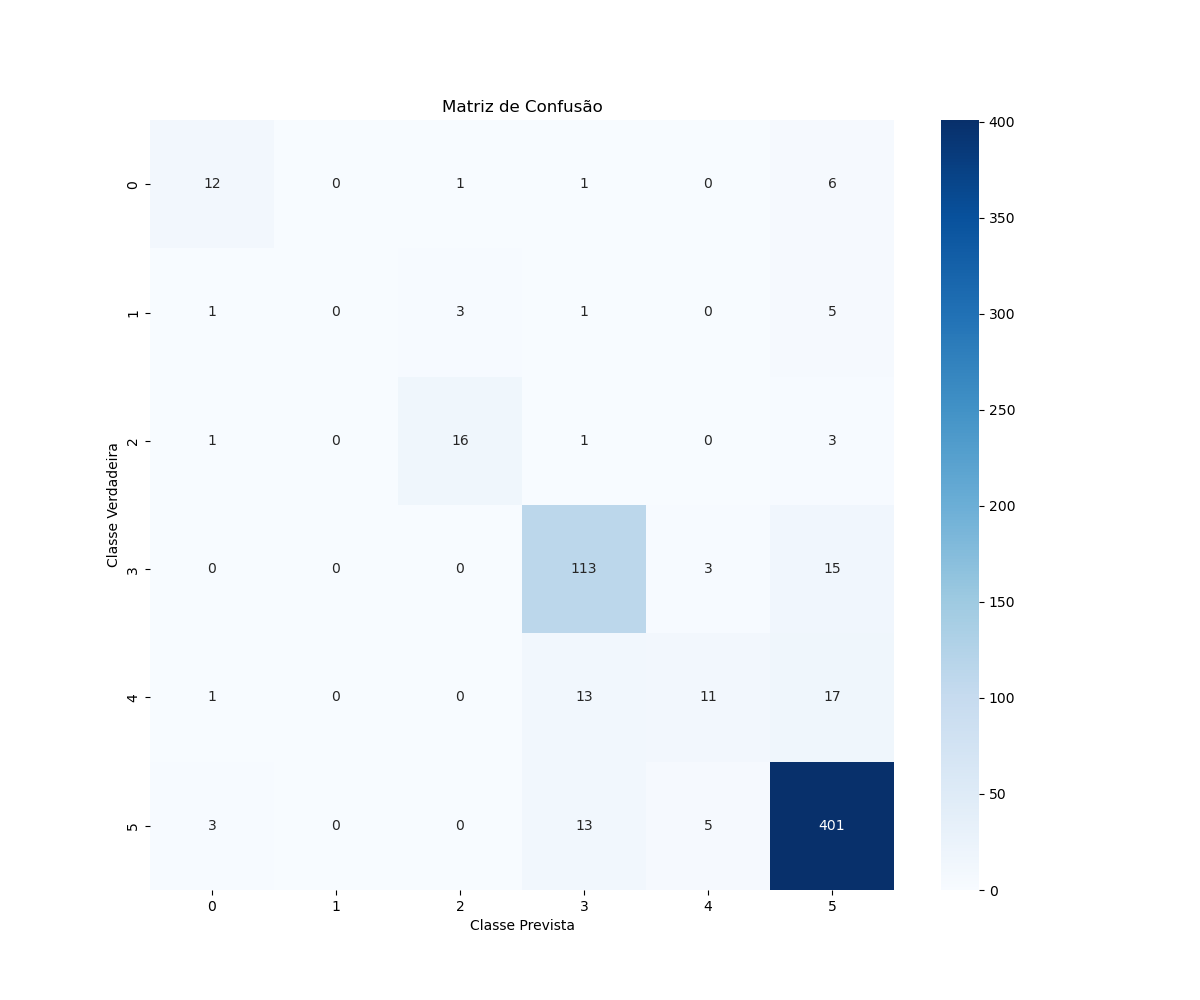 Matriz de Confusão
0 12 0 1 1 0 6
1 1 0 3 1 0 5
2 1 0 16 1 0 3
3 0 0 0 113 3 15
4 1 0 0 13 11 17
5 3 0 0 13 5 401
0 1 2 3 4 5
Classe Prevista
Classe Verdadeira
400
350
300
250
200
150
100
50
0